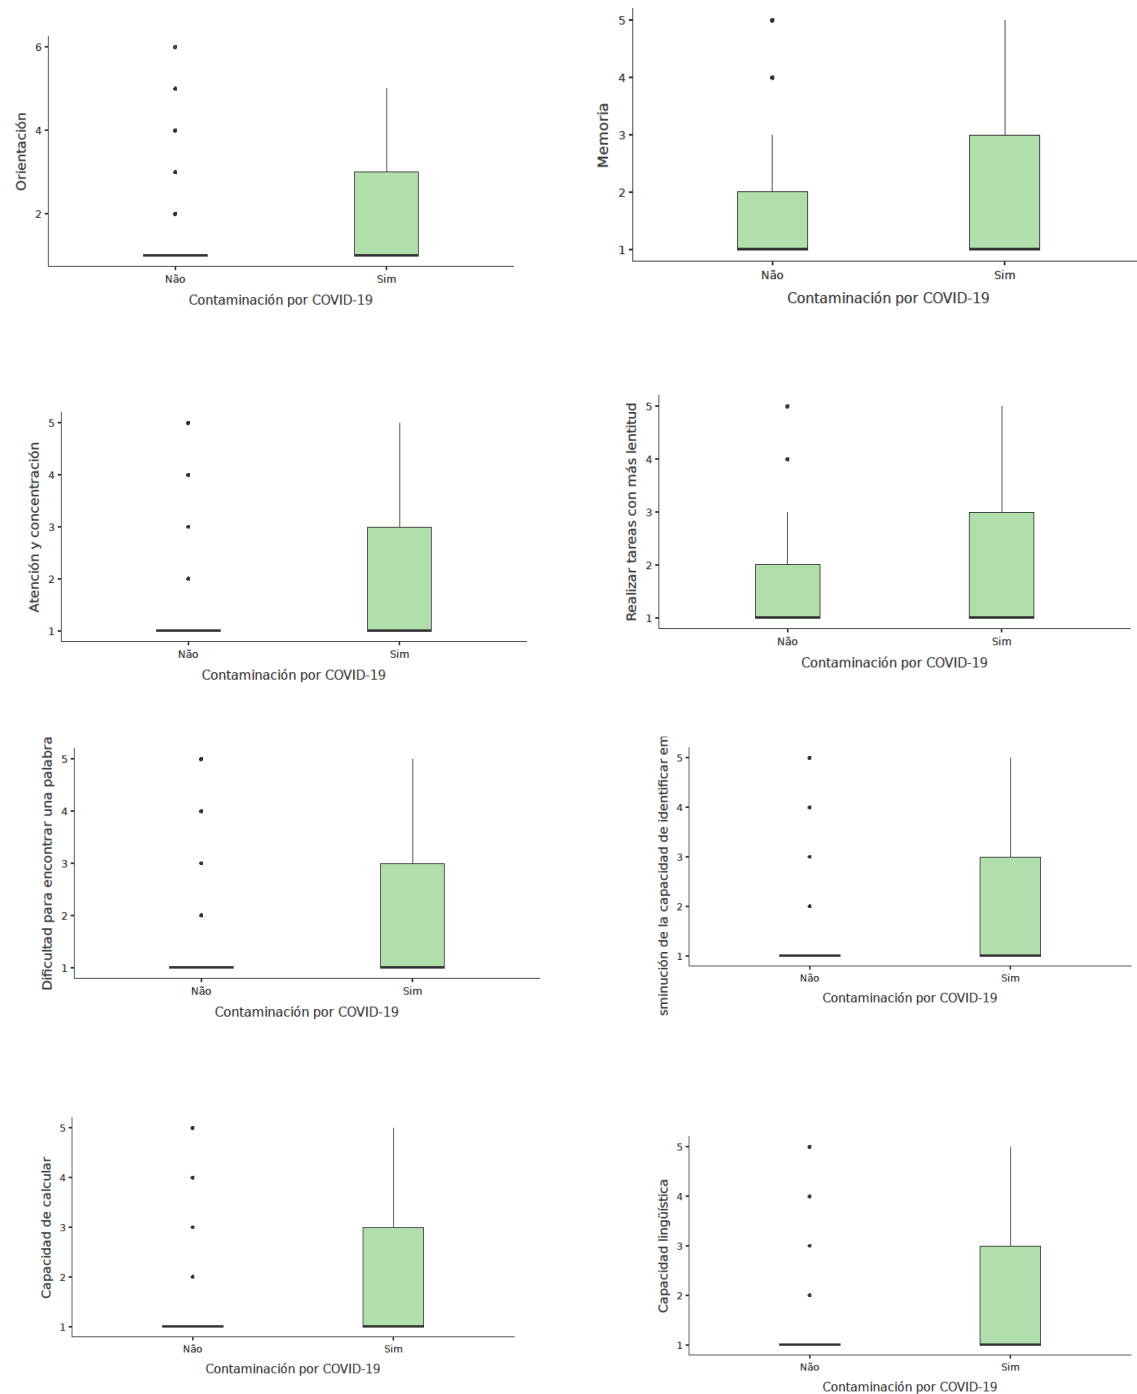 Orientación
6
4
2
Não
Sim
Contaminación por COVID-19
Memoria
5
4
3
2
1
Não
Sim
Contaminación por COVID-19
Atención y concentración
5
4
3
2
1
Não
Sim
Contaminación por COVID-19
Realizar tareas con más lentitud
5
4
3
2
1
Não
Sim
Contaminación por COVID-19
Dificultad para encontrar una palabra
5
4
3
2
1
Não
Sim
Contaminación por COVID-19
sminución de la capacidad de identificar em
5
4
3
2
1
Não
Sim
Contaminación por COVID-19
Capacidad de calcular
5
4
3
2
1
Não
Sim
Contaminación por COVID-19
Capacidad lingüística
5
4
3
2
1
Não
Sim
Contaminación por COVID-19